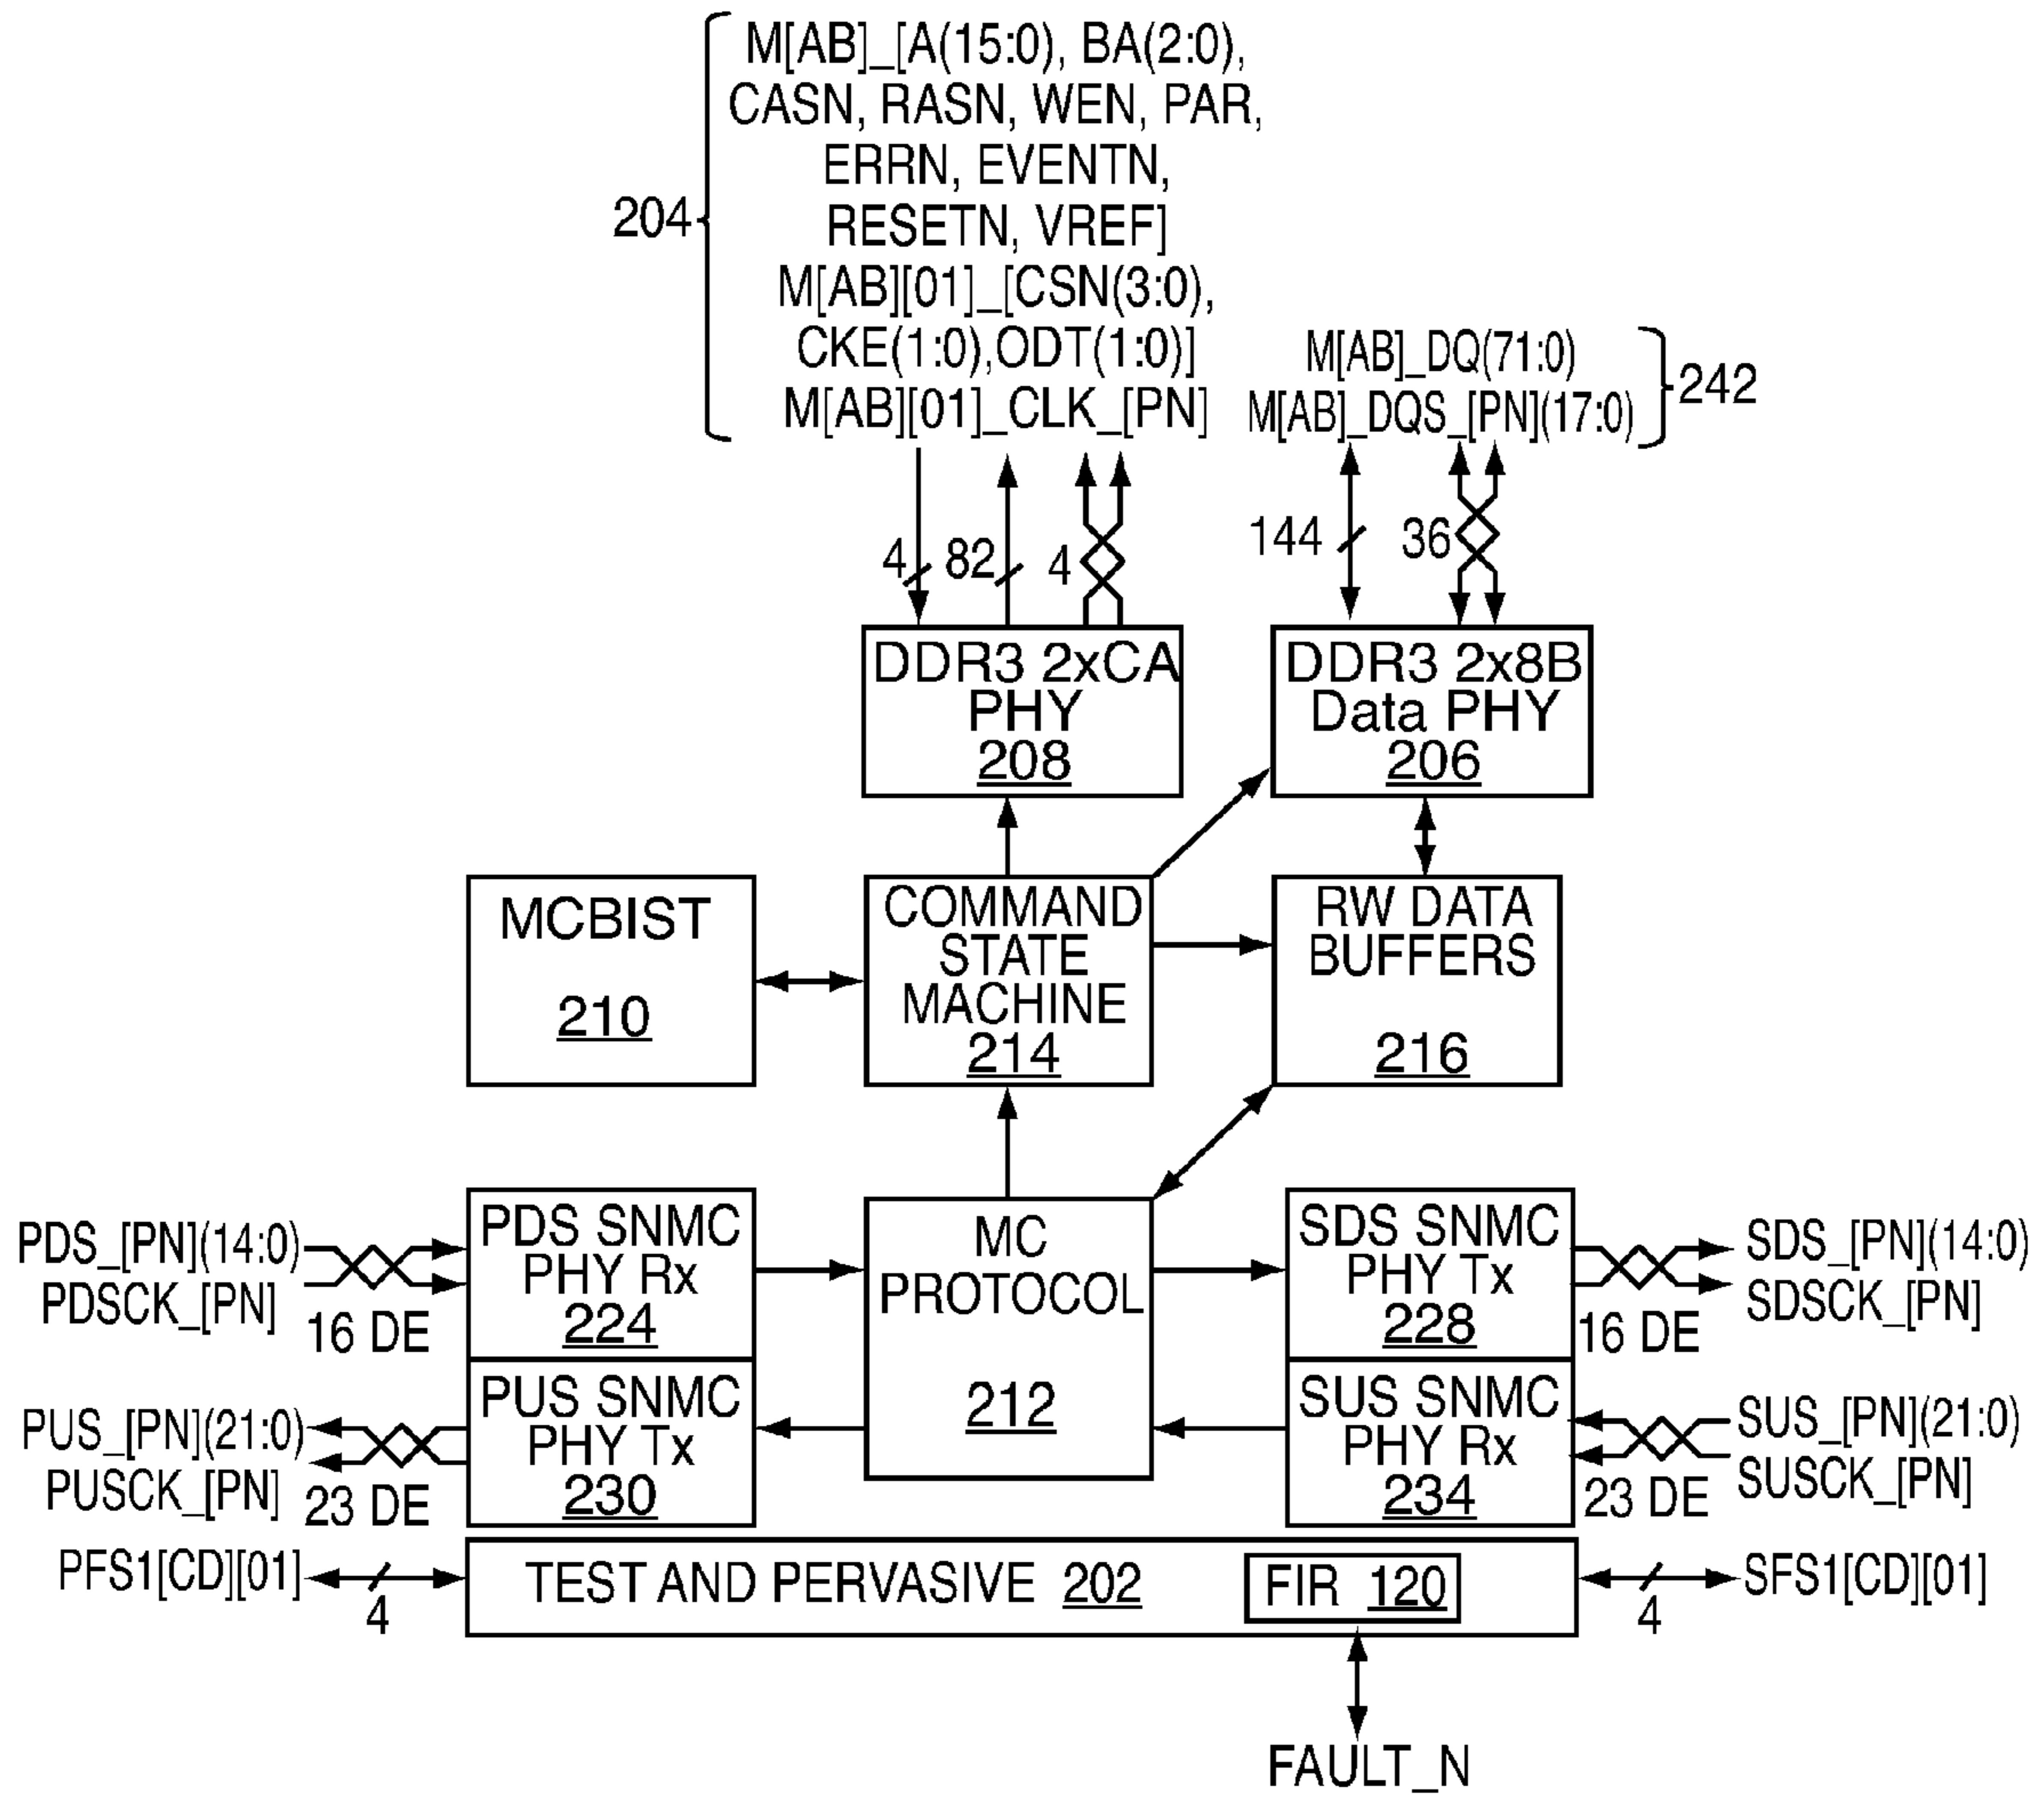 M[AB]_[A(15:0), BA(2:0),
CASN, RASN, WEN, PAR,
ERRN, EVENTN,
RESETN, VREF]
M[AB][01]_[CSN(3:0),
CKE(1:0),ODT(1:0)]
M[AB][01]_CLK_[PN]
204
M[AB]_DQ(71:0)
M[AB]_DQS_[PN](17:0)
242
4
82
4
144
36
DDR3 2xCA
PHY
208
DDR3 2x8B
Data PHY
206
MCBIST
210
COMMAND
STATE
MACHINE
214
RW DATA
BUFFERS
216
PDS_[PN](14:0)
PDSCK_[PN]
16 DE
PDS SNMC
PHY Rx
224
MC
PROTOCOL
212
SDS SNMC
PHY Tx
228
SDS_[PN](14:0)
SDSCK_[PN]
16 DE
PUS_[PN](21:0)
PUSCK_[PN]
23 DE
PUS SNMC
PHY Tx
230
SUS SNMC
PHY Rx
234
SUS_[PN](21:0)
SUSCK_[PN]
23 DE
PFS1[CD][01]
4
TEST AND PERVASIVE 202
FIR 120
SFS1[CD][01]
4
FAULT_N